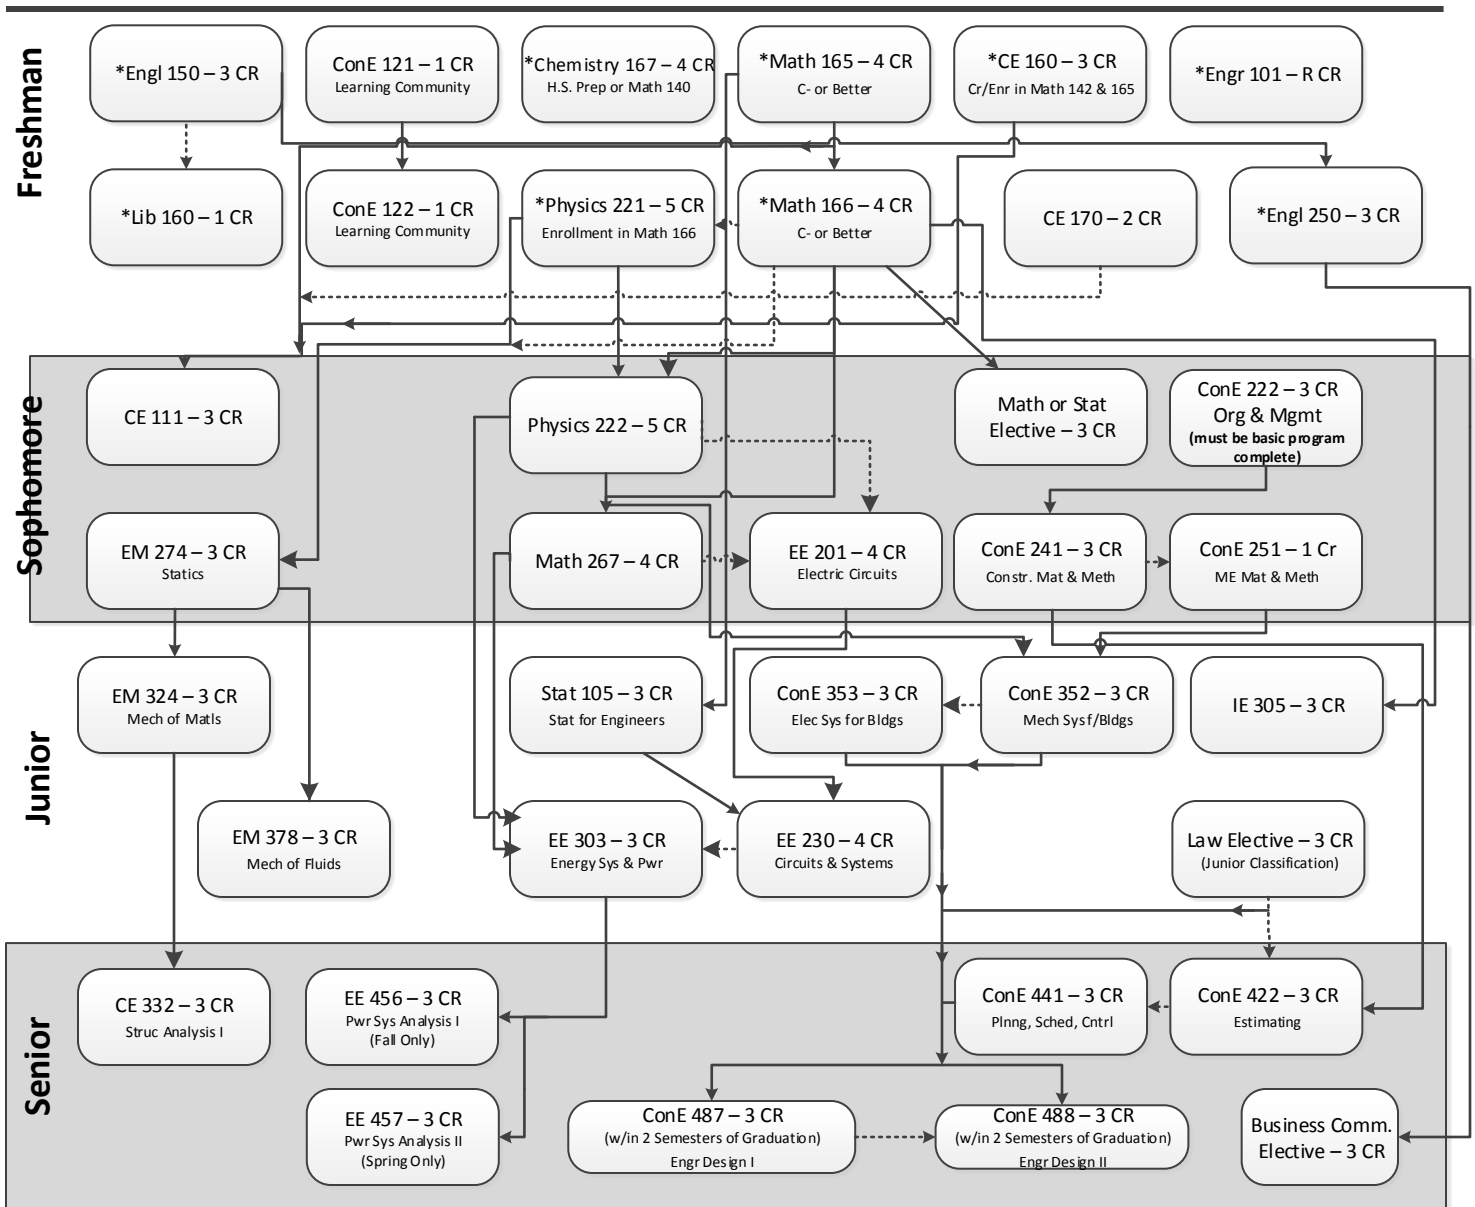 Freshman
*Engl 150 – 3 CR
ConE 121 – 1 CR
Learning Community
*Chemistry 167 – 4 CR
H.S. Prep or Math 140
*Math 165 – 4 CR
C- or Better
*CE 160 – 3 CR
Cr/Enr in Math 142 & 165
*Engr 101 – R CR
*Lib 160 – 1 CR
ConE 122 – 1 CR
Learning Community
*Physics 221 – 5 CR
Enrollment in Math 166
*Math 166 – 4 CR
C- or Better
CE 170 – 2 CR
*Engl 250 – 3 CR
Sophomore
CE 111 – 3 CR
Physics 222 – 5 CR
Math or Stat
Elective – 3 CR
ConE 222 – 3 CR
Org & Mgmt
(must be basic program
complete)
EM 274 – 3 CR
Statics
Math 267 – 4 CR
EE 201 – 4 CR
Electric Circuits
ConE 241 – 3 CR
Constr. Mat & Meth
ConE 251 – 1 Cr
ME Mat & Meth
Junior
EM 324 – 3 CR
Mech of Matls
Stat 105 – 3 CR
Stat for Engineers
ConE 353 – 3 CR
Elec Sys for Bldgs
ConE 352 – 3 CR
Mech Sys f/Bldgs
IE 305 – 3 CR
EM 378 – 3 CR
Mech of Fluids
EE 303 – 3 CR
Energy Sys & Pwr
EE 230 – 4 CR
Circuits & Systems
Law Elective – 3 CR
(Junior Classification)
Senior
CE 332 – 3 CR
Struc Analysis I
EE 456 – 3 CR
Pwr Sys Analysis I
(Fall Only)
ConE 441 – 3 CR
Plnng, Sched, Cntrl
ConE 422 – 3 CR
Estimating
EE 457 – 3 CR
Pwr Sys Analysis II
(Spring Only)
ConE 487 – 3 CR
(w/in 2 Semesters of Graduation)
Engr Design I
ConE 488 – 3 CR
(w/in 2 Semesters of Graduation)
Engr Design II
Business Comm.
Elective – 3 CR